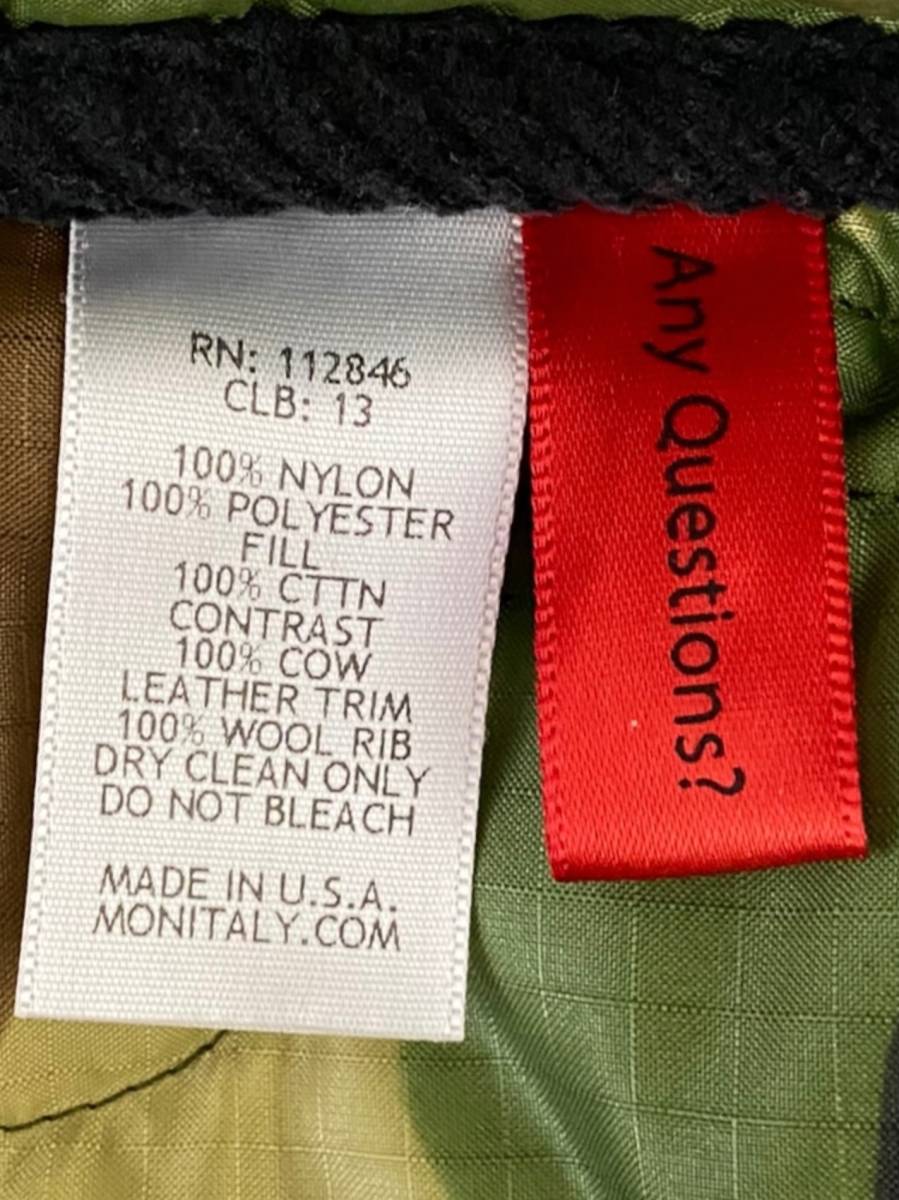 RN: 112846
CLB: 13
100% NYLON
100% POLYESTER
FILL
100% CTTN
CONTRAST
100% COW
LEATHER TRIM
100% WOOL RIB
DRY CLEAN ONLY
DO NOT BLEACH
MADE IN U.S.A.
MONITALY.COM
Any Questions?